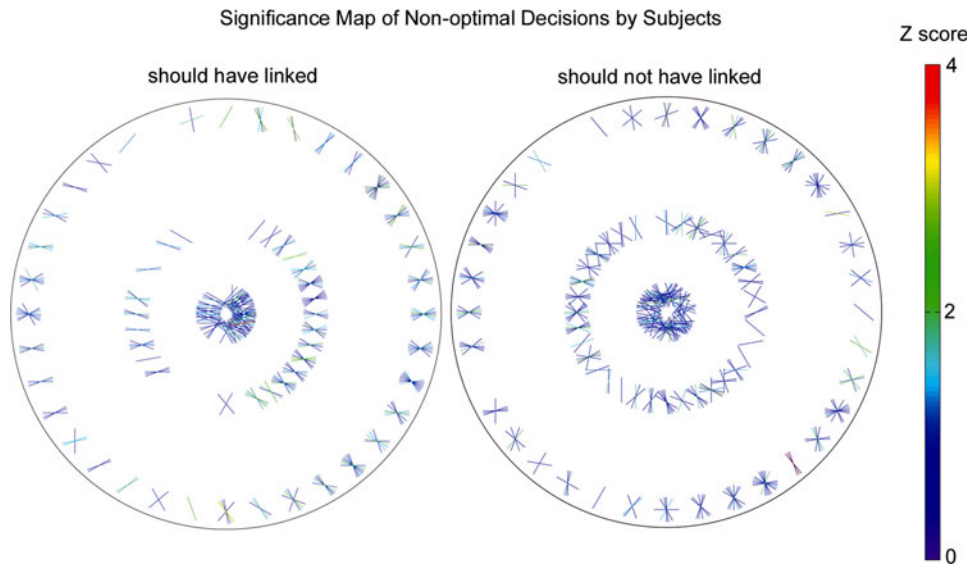 Significance Map of Non-optimal Decisions by Subjects
Z score
should have linked
should not have linked
4
2
0